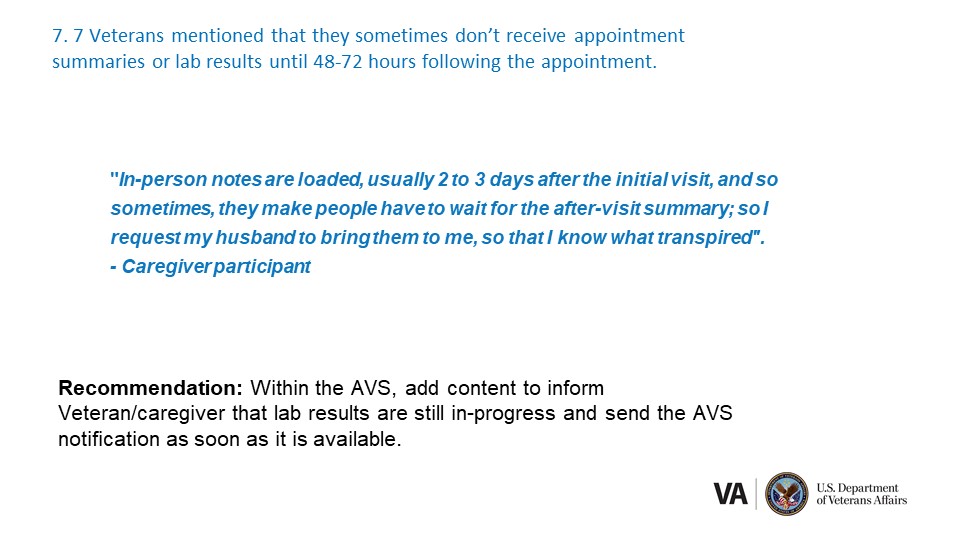 7. 7 Veterans mentioned that they sometimes don’t receive appointment
summaries or lab results until 48-72 hours following the appointment.
"In-person notes are loaded, usually 2 to 3 days after the initial visit, and so
sometimes, they make people have to wait for the after-visit summary; so I
request my husband to bring them to me, so that I know what transpired".
- Caregiver participant
Recommendation: Within the AVS, add content to inform
Veteran/caregiver that lab results are still in-progress and send the AVS
notification as soon as it is available.
VA
U.S. Department
of Veterans Affairs